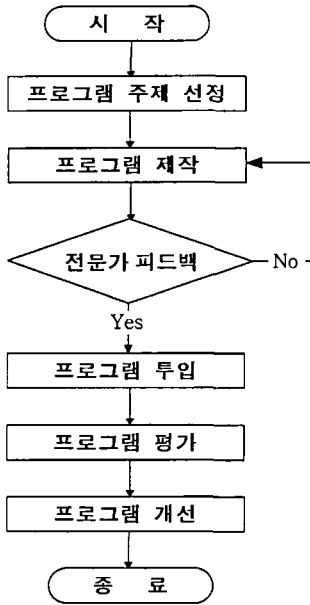 시 작
프로그램 주제 선정
프로그램 제작
전문가 피드백
No
Yes
프로그램 투입
프로그램 평가
프로그램 개선
종 료